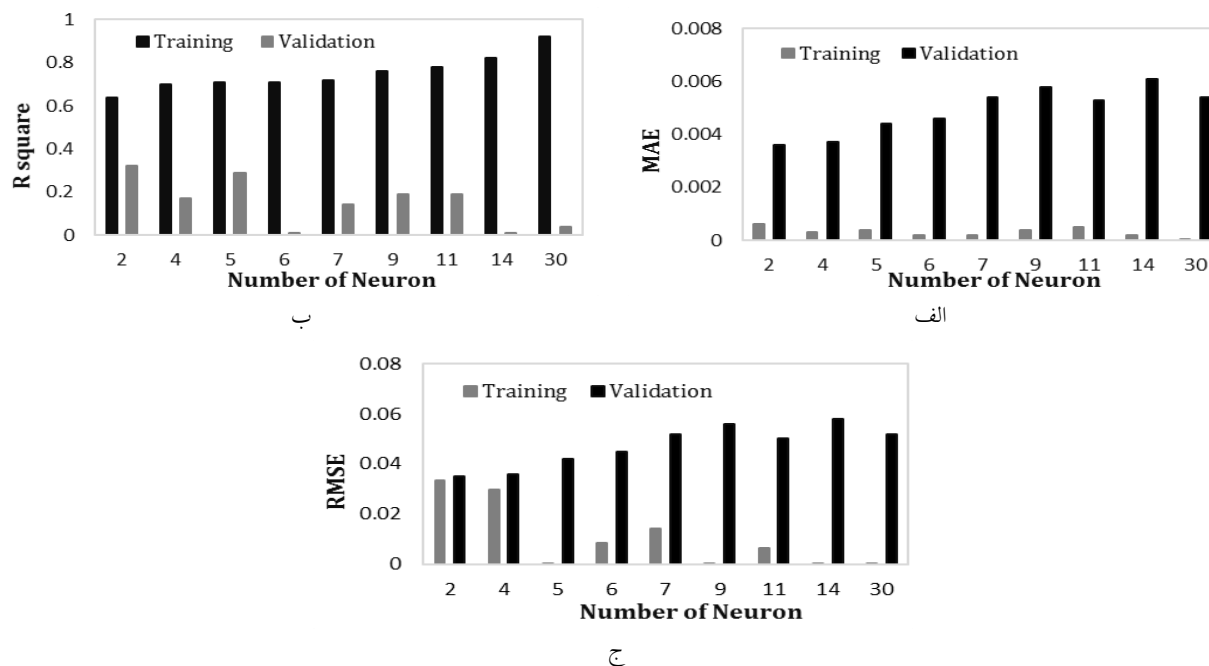 R square
1
0.8
0.6
0.4
0.2
0
Training Validation
2 4 5 6 7 9 11 14 30
Number of Neuron
ب
MAE
0.008
0.006
0.004
0.002
0
Training Validation
2 4 5 6 7 9 11 14 30
Number of Neuron
الف
RMSE
0.08
0.06
0.04
0.02
0
Training Validation
2 4 5 6 7 9 11 14 30
Number of Neuron
ج